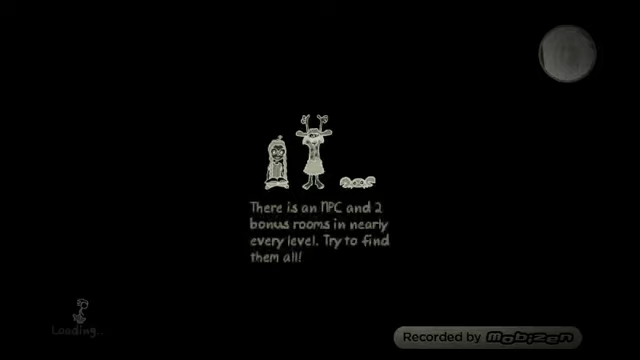 There is an NPC and 2
bonus rooms in nearly
every level. Try to find
them all!
Loading..
Recorded by Mobizen